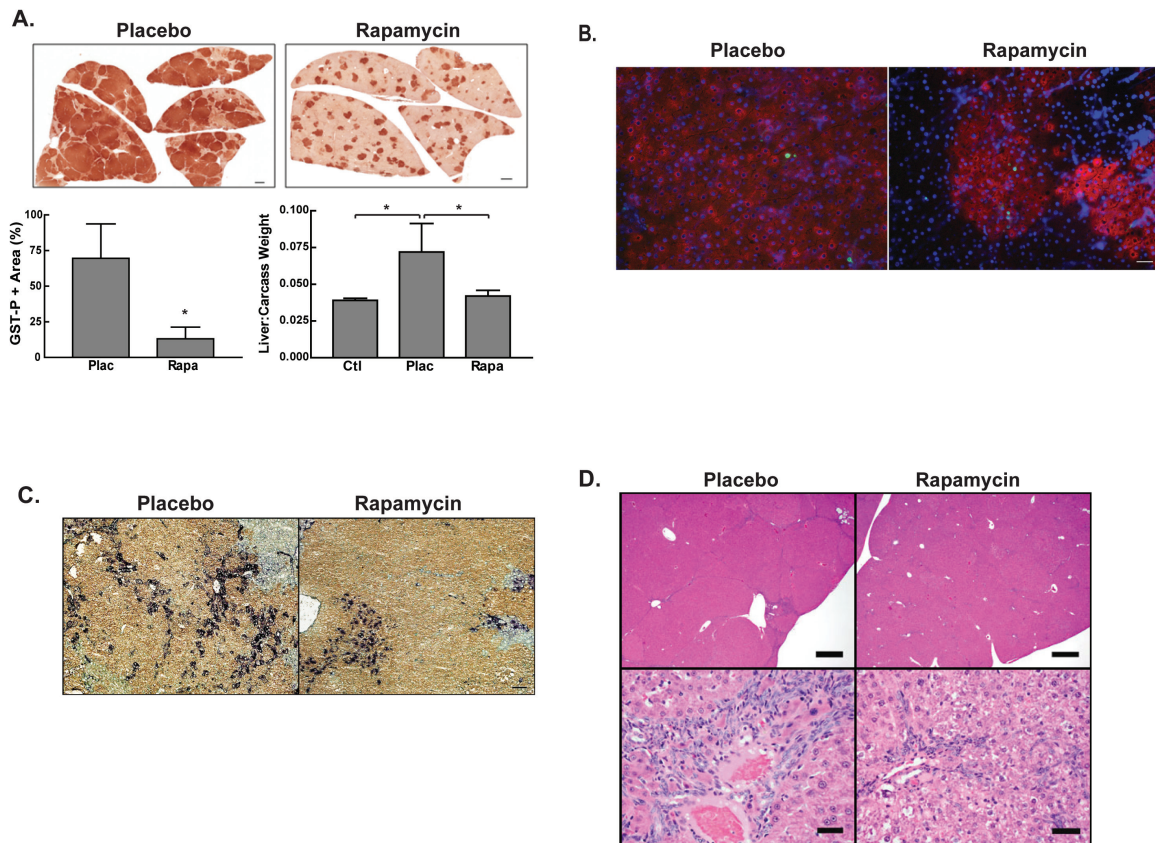 A.
Placebo Rapamycin
GST-P + Area (%)
100
75
50
25
0
*
Plac Rapa
Liver:Carcass Weight
0.100
0.075
0.050
0.025
0.000
* *
Ctl Plac Rapa
B.
Placebo Rapamycin
C.
Placebo Rapamycin
D.
Placebo Rapamycin